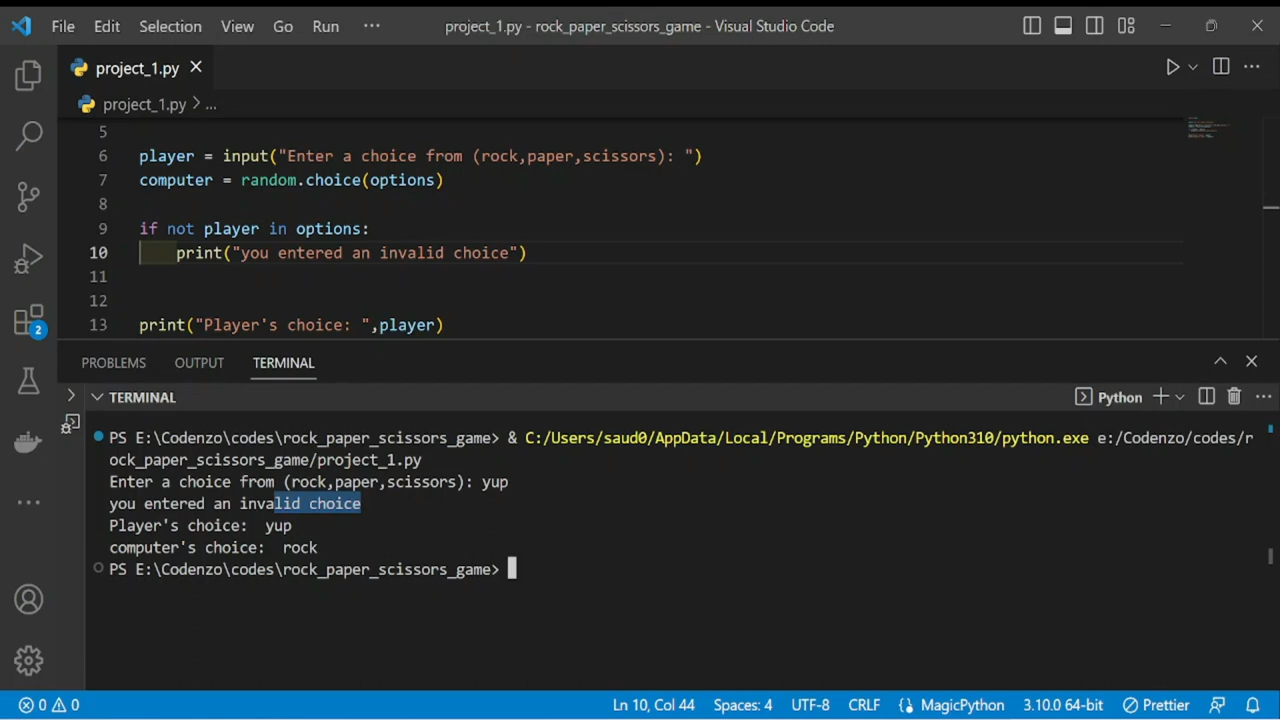 File Edit Selection View Go Run ··· project_1.py - rock_paper_scissors_game - Visual Studio Code
project_1.py
project_1.py > ...
5
6 player = input("Enter a choice from (rock,paper,scissors): ")
7 computer = random.choice(options)
8
9 if not player in options:
10 print("you entered an invalid choice")
11
12
13 print("Player's choice: ",player)
2
PROBLEMS OUTPUT TERMINAL
TERMINAL Python
PS E:\Codenzo\codes\rock_paper_scissors_game> & C:/Users/saud0/AppData/Local/Programs/Python/Python310/python.exe e:/Codenzo/codes/r
ock_paper_scissors_game/project_1.py
Enter a choice from (rock,paper,scissors): yup
you entered an invalid choice
Player's choice:  yup
computer's choice:  rock
PS E:\Codenzo\codes\rock_paper_scissors_game>
0 0 Ln 10, Col 44 Spaces: 4 UTF-8 CRLF MagicPython 3.10.0 64-bit Prettier